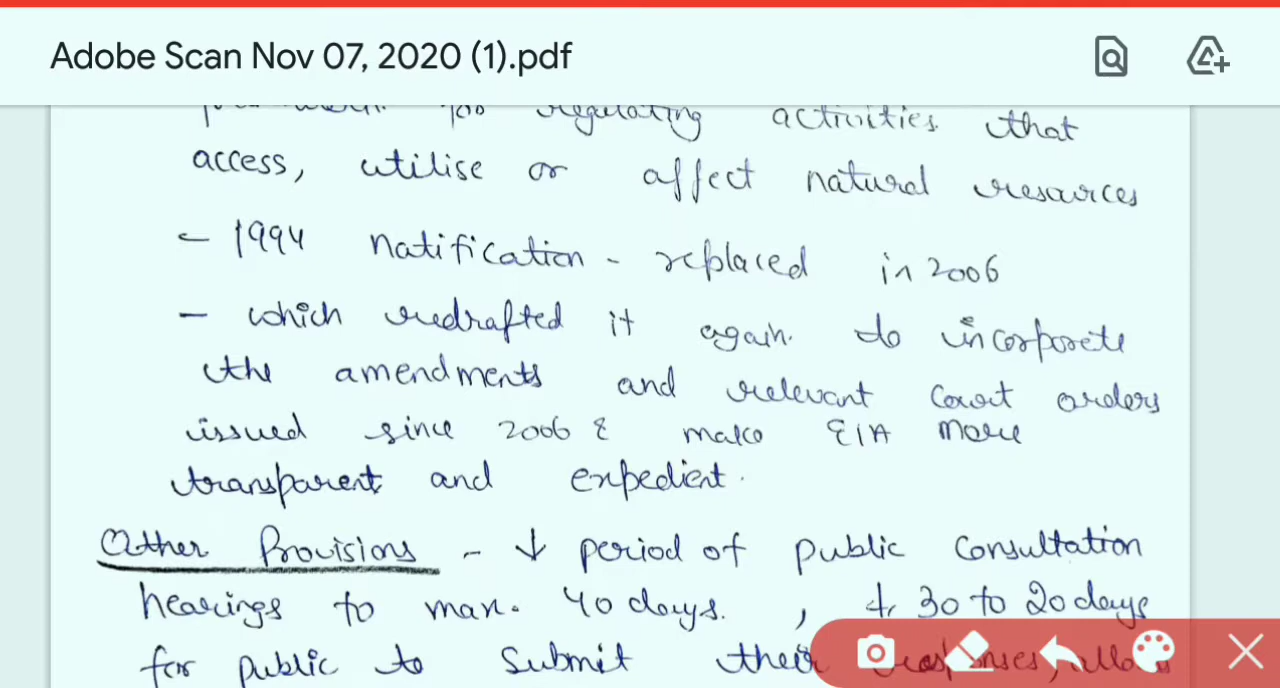 Adobe Scan Nov 07, 2020 (1).pdf
regulating activities that
access, utilise or affect natural resources
- 1994 Natification - replaced in 2006
- which redrafted it again to incorporate
the amendments and relevant Court orders
issued since 2006 & make EIA more
transparent and expedient.
Other Provisions - ↓ period of public Consultation
hearings to max. 40 days. , 30 to 20 days
for public to submit their